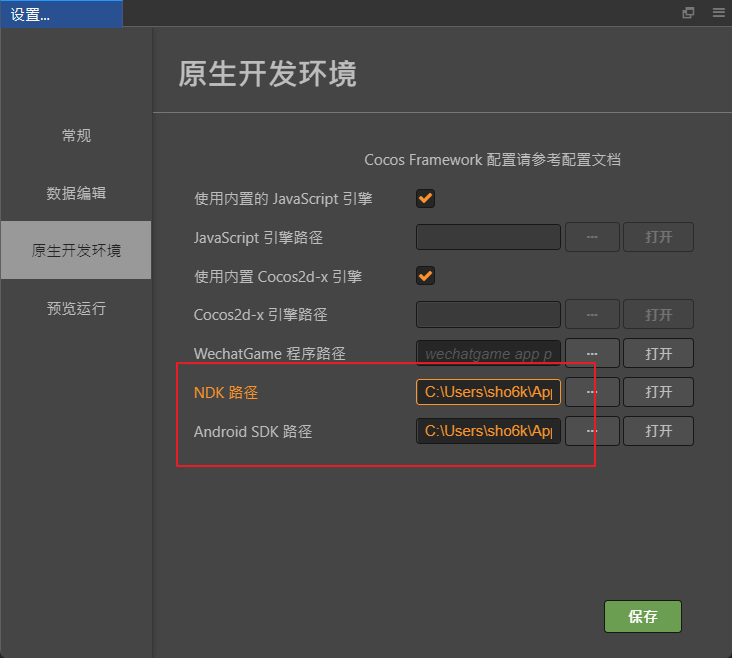 设置...
原生开发环境
常规
数据编辑
原生开发环境
预览运行
Cocos Framework 配置请参考配置文档
使用内置的 JavaScript 引擎
JavaScript 引擎路径 ... 打开
使用内置 Cocos2d-x 引擎
Cocos2d-x 引擎路径 ... 打开
WechatGame 程序路径 wechatgame app p ... 打开
NDK 路径 C:\Users\sho6k\App ... 打开
Android SDK 路径 C:\Users\sho6k\App ... 打开
保存